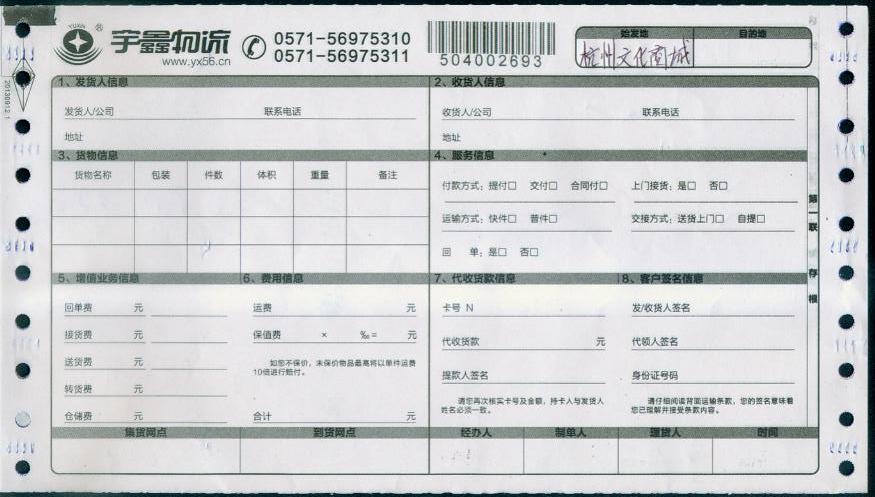 YUXIN ® 宇鑫物流 www.yx56.cn
0571-56975310
0571-56975311
504002693
始发地 目的地
杭州文化商城
20130912.1
1、发货人信息
发货人/公司 联系电话
地址
2、收货人信息
收货人/公司 联系电话
地址
3、货物信息
货物名称 包装 件数 体积 重量 备注
4、服务信息
付款方式：提付□ 交付□ 合同付□ 上门接货：是□ 否□
运输方式：快件□ 普件□ 交接方式：送货上门□ 自提□
回 单：是□ 否□
第一联 存根
5、增值业务信息
回单费 元
接货费 元
送货费 元
转货费 元
仓储费 元
6、费用信息
运费 元
保值费 × ‰= 元
如您不保价，未保价物品最高将以单件运费
10倍进行赔付。
合计 元
7、代收货款信息
卡号 N
代收货款 元
提款人签名
请您再次核实卡号及金额，持卡人与发货人
姓名必须一致。
8、客户签名信息
发/收货人签名
代领人签名
身份证号码
请仔细阅读背面运输条款，您的签名意味着
您已理解并接受条款内容。
集货网点 到货网点 经办人 制单人 理货人 时间